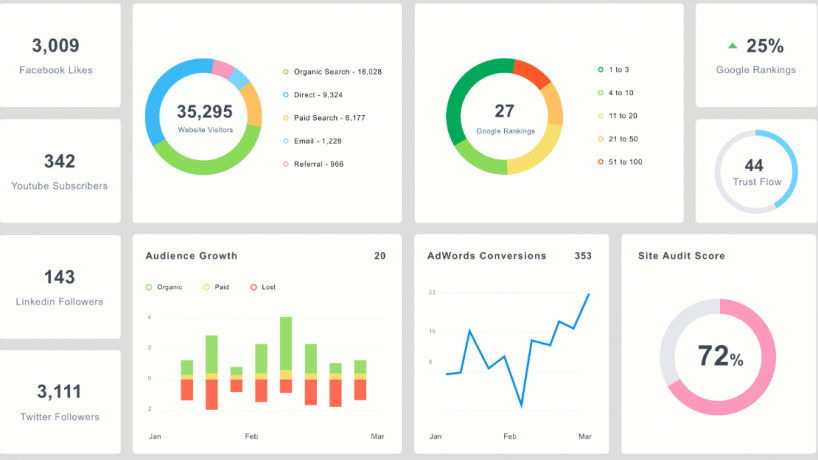 3,009
Facebook Likes
342
Youtube Subscribers
143
Linkedin Followers
3,111
Twitter Followers
35,295
Website Visitors
Organic Search - 16,028
Direct - 9,324
Paid Search - 6,177
Email - 1,228
Referral - 966
27
Google Rankings
1 to 3
4 to 10
11 to 20
21 to 50
51 to 100
25%
Google Rankings
44
Trust Flow
Audience Growth 20
Organic Paid Lost
4
2
0
2
Jan Feb Mar
AdWords Conversions 353
23
15
8
Jan Feb Mar
Site Audit Score
72%